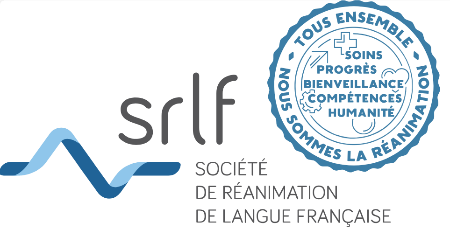 srlf
SOCIÉTÉ
DE RÉANIMATION
DE LANGUE FRANÇAISE
TOUS ENSEMBLE
NOUS SOMMES LA RÉANIMATION
SOINS
PROGRÈS
BIENVEILLANCE
COMPÉTENCES
HUMANITÉ